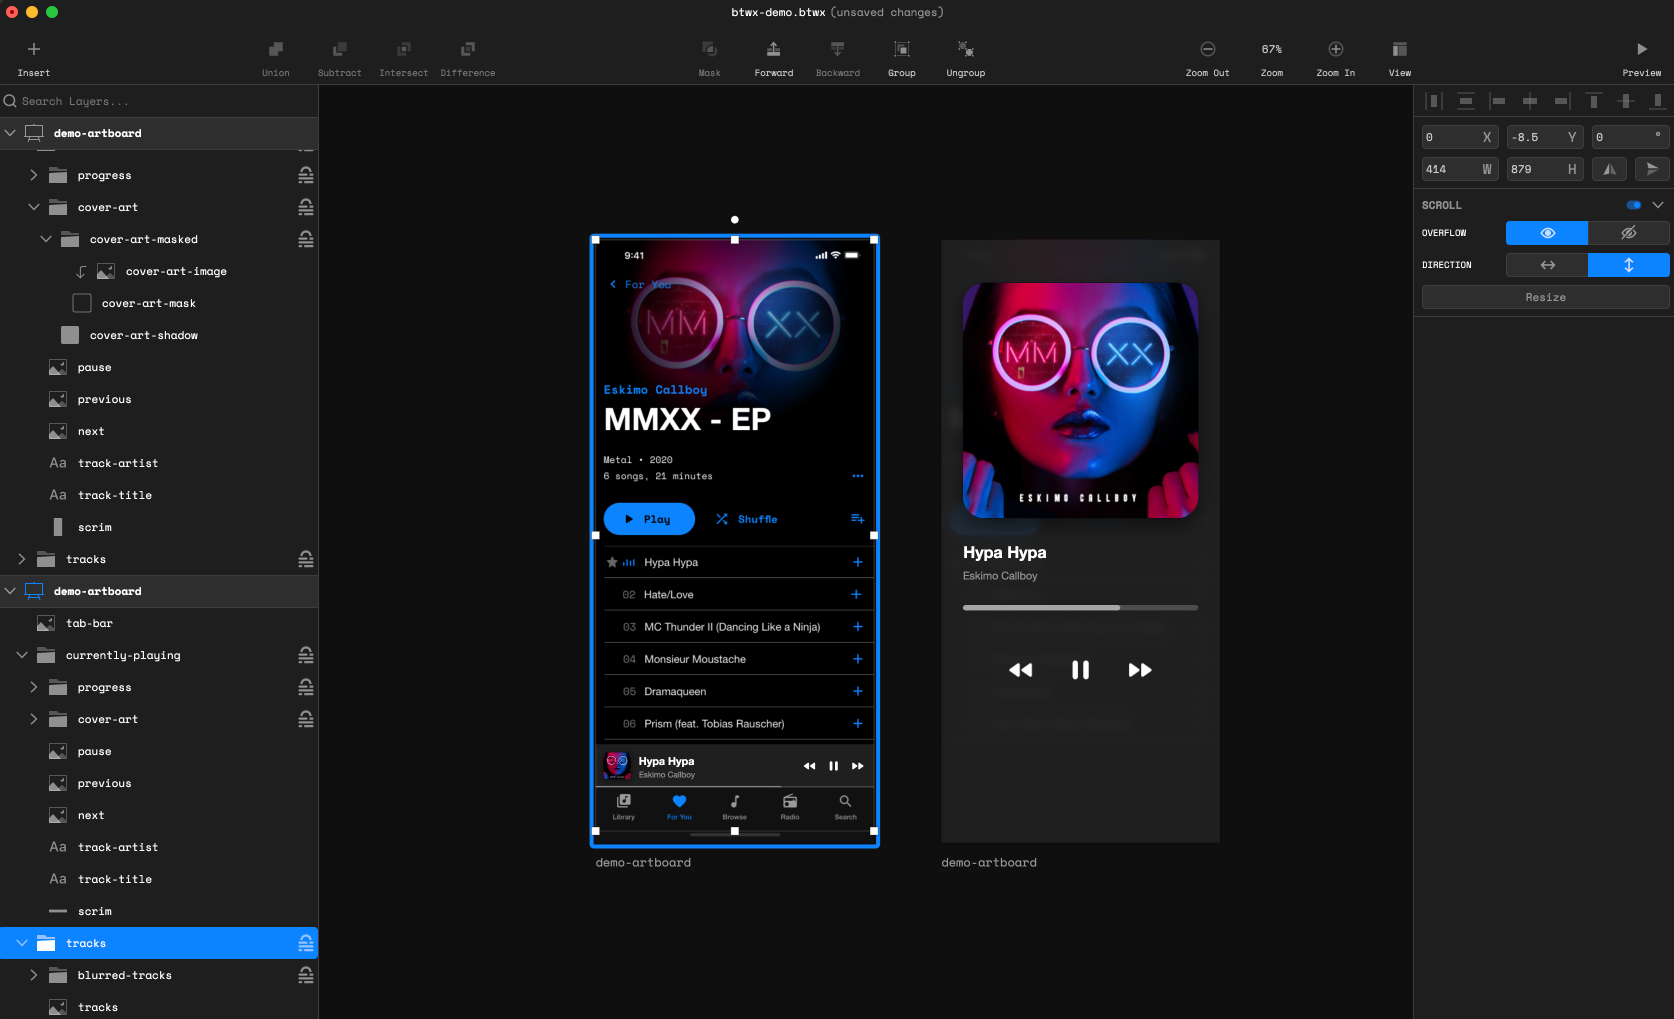 btwx-demo.btwx (unsaved changes)
Insert
Union
Subtract
Intersect
Difference
Mask
Forward
Backward
Group
Ungroup
Zoom Out
67%
Zoom
Zoom In
View
Preview
Search Layers...
demo-artboard
progress
cover-art
cover-art-masked
cover-art-image
cover-art-mask
cover-art-shadow
pause
previous
next
Aa track-artist
Aa track-title
scrim
tracks
demo-artboard
tab-bar
currently-playing
progress
cover-art
pause
previous
next
Aa track-artist
Aa track-title
scrim
tracks
blurred-tracks
tracks
9:41
For You
MM XX
Eskimo Callboy
MMXX - EP
Metal • 2020
6 songs, 21 minutes
Play
Shuffle
Hypa Hypa
02 Hate/Love
03 MC Thunder II (Dancing Like a Ninja)
04 Monsieur Moustache
05 Dramaqueen
06 Prism (feat. Tobias Rauscher)
Hypa Hypa
Eskimo Callboy
Library
For You
Browse
Radio
Search
demo-artboard
MM XX
ESKIMO CALLBOY
Hypa Hypa
Eskimo Callboy
demo-artboard
0 X
-8.5 Y
0 °
414 W
879 H
SCROLL
OVERFLOW
DIRECTION
Resize